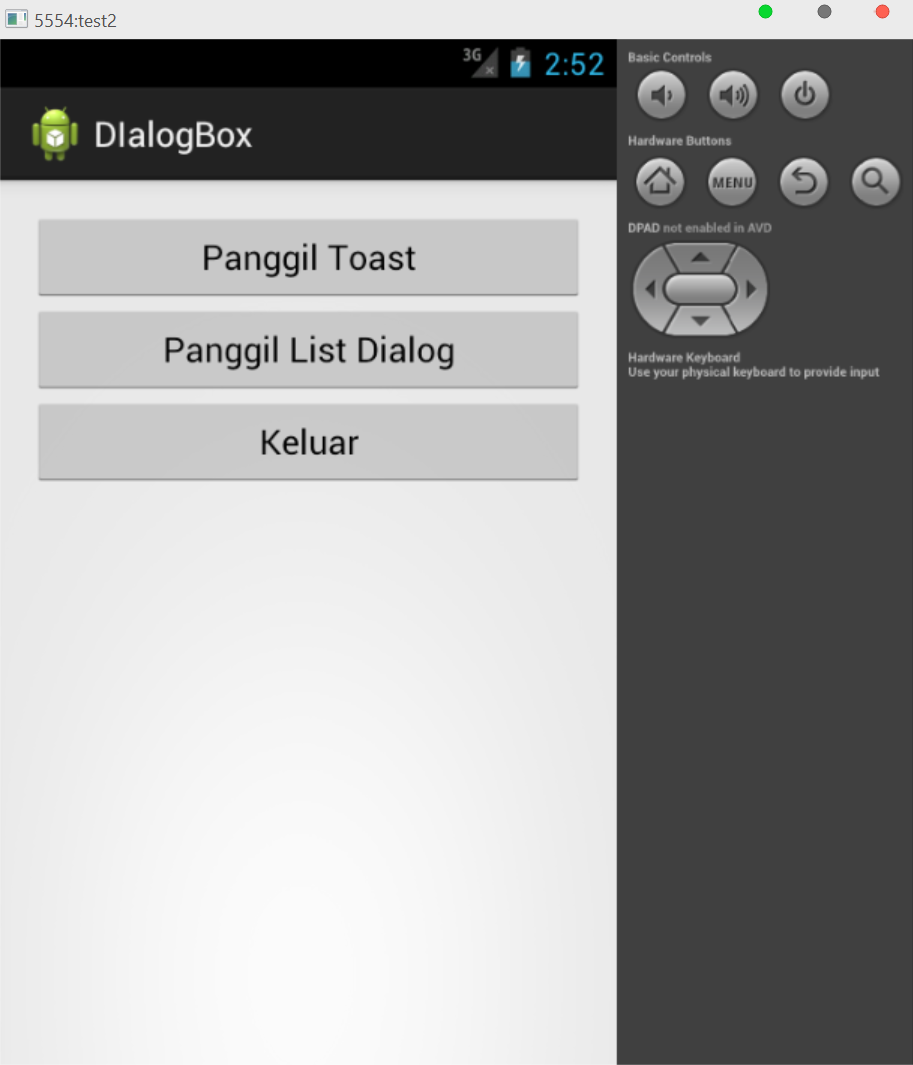 5554:test2
3G 2:52
DIalogBox
Panggil Toast
Panggil List Dialog
Keluar
Basic Controls
Hardware Buttons
MENU
DPAD not enabled in AVD
Hardware Keyboard
Use your physical keyboard to provide input